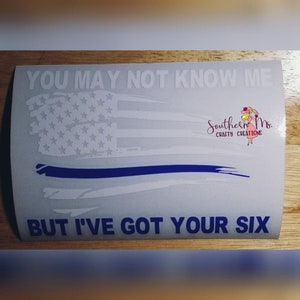 YOU MAY NOT KNOW ME
Southern Ms.
CRAFTY CREATIONS
BUT I'VE GOT YOUR SIX